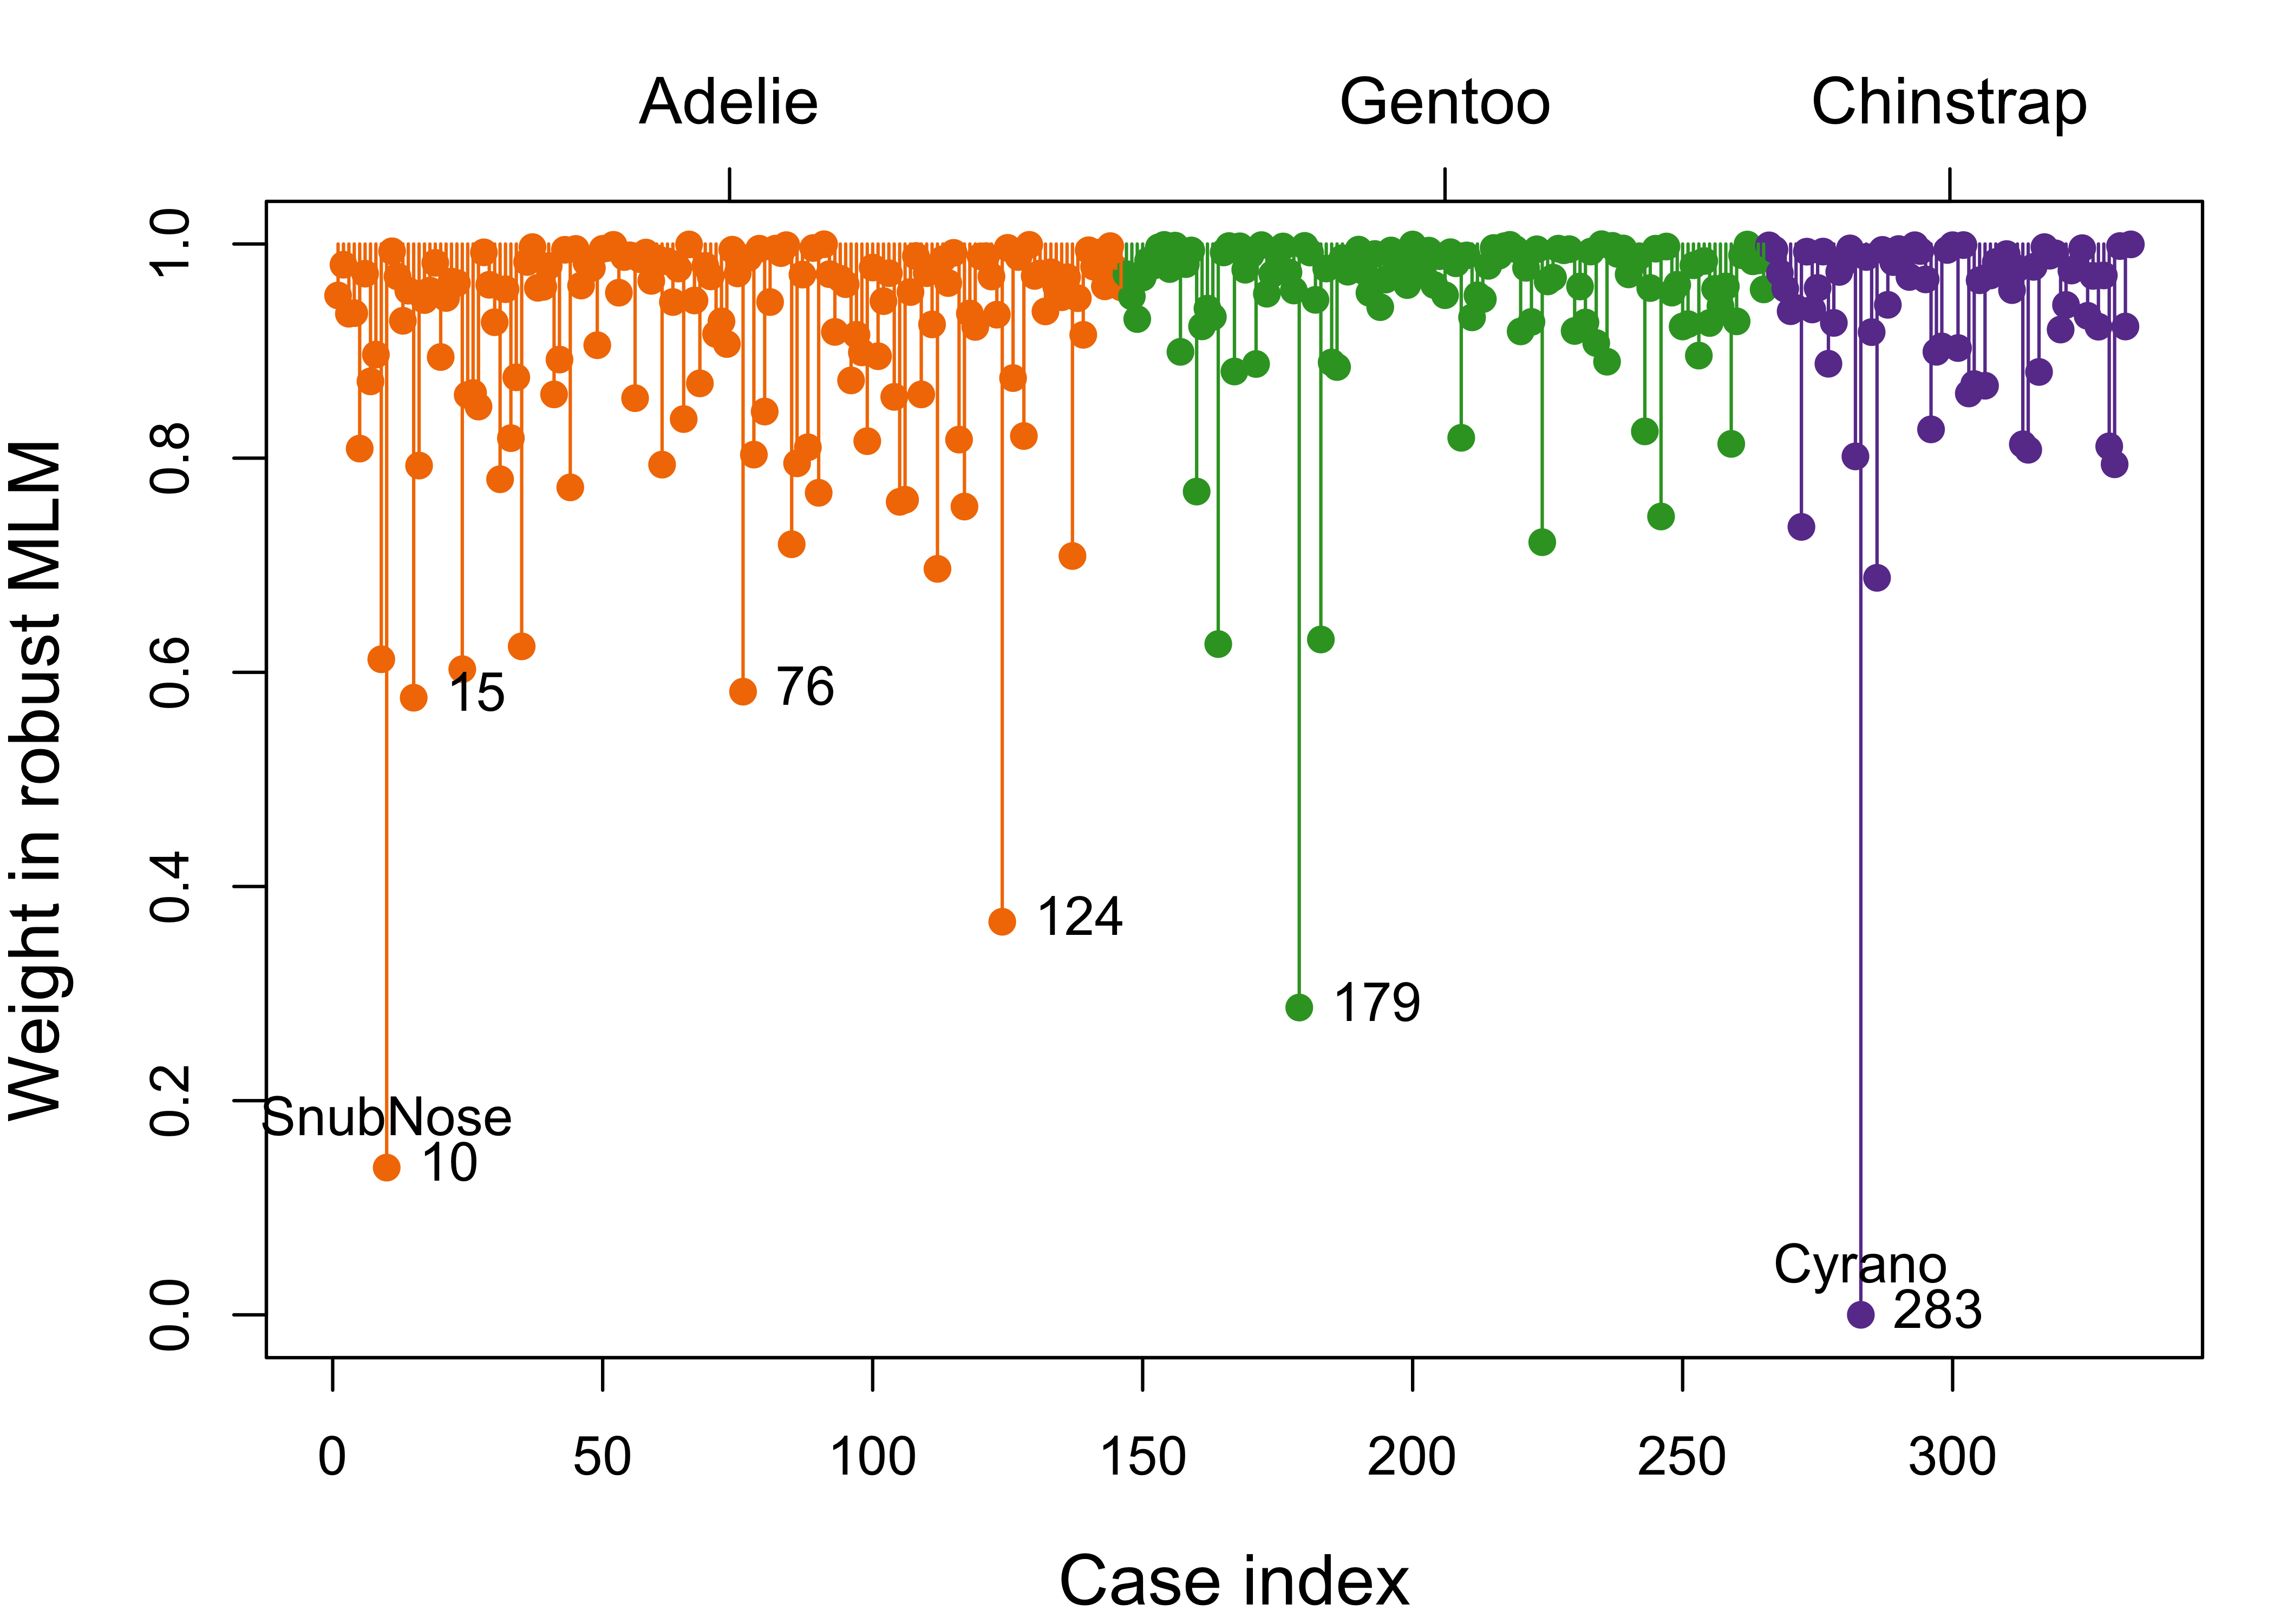 Adelie Gentoo Chinstrap
Weight in robust MLM
1.0
0.8
0.6
0.4
0.2
0.0
15
76
124
179
SnubNose
10
Cyrano
283
0 50 100 150 200 250 300
Case index